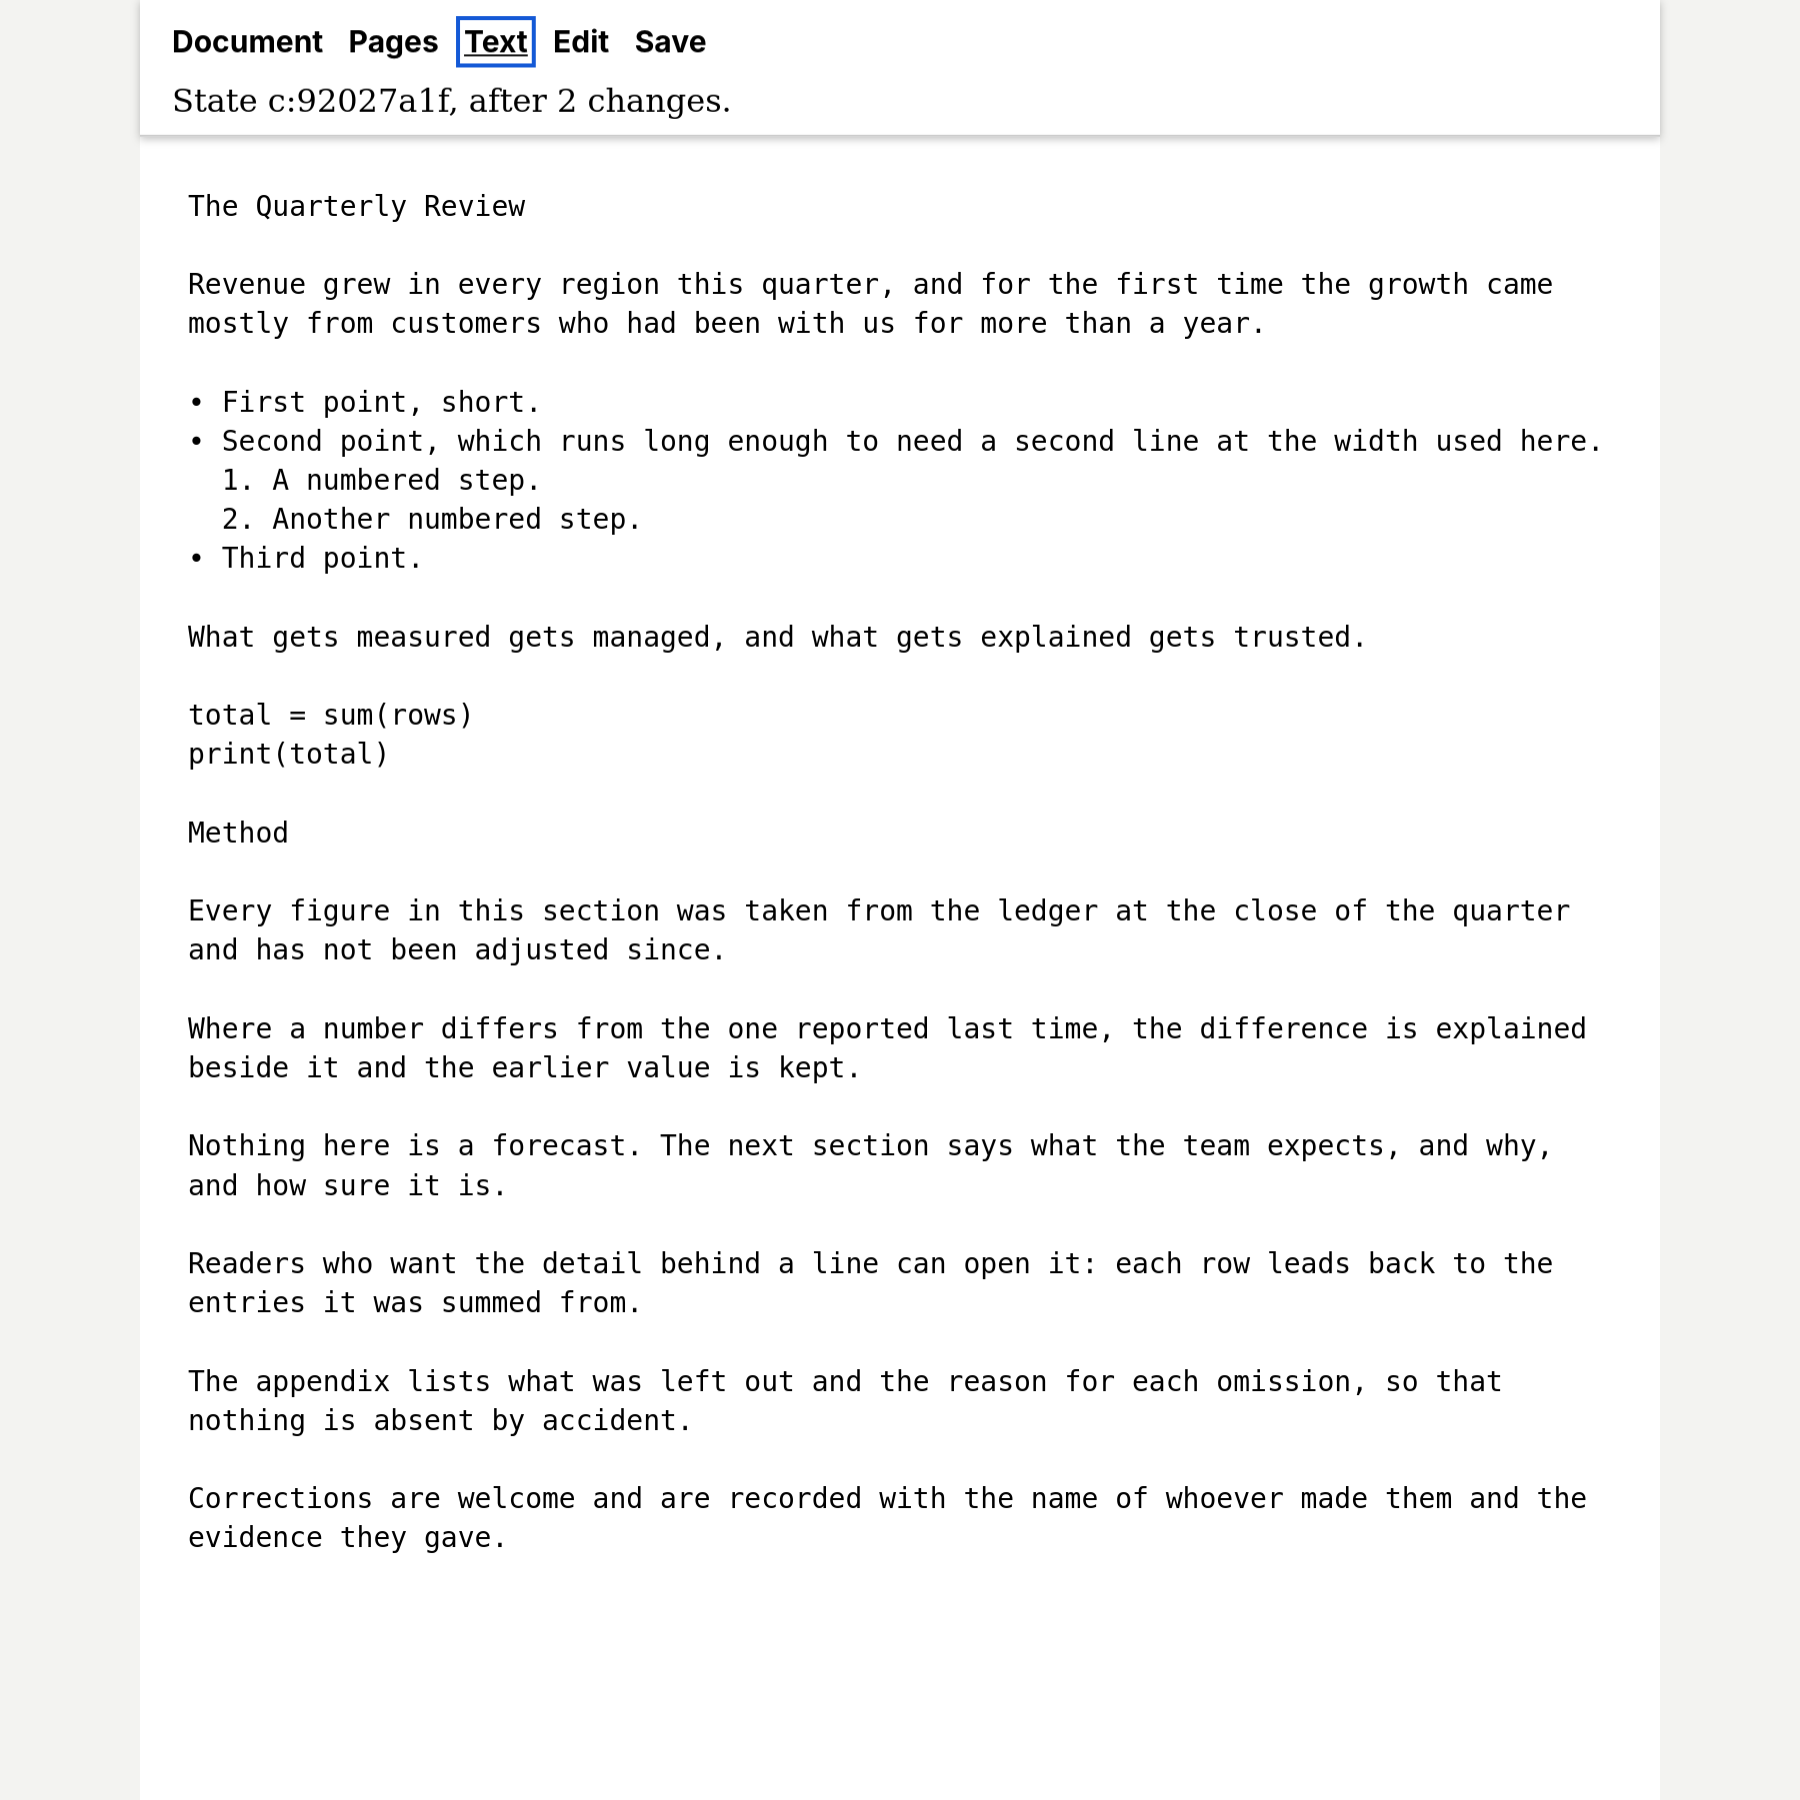 Document Pages Text Edit Save
State c:92027a1f, after 2 changes.
The Quarterly Review
Revenue grew in every region this quarter, and for the first time the growth came
mostly from customers who had been with us for more than a year.
• First point, short.
• Second point, which runs long enough to need a second line at the width used here.
1. A numbered step.
2. Another numbered step.
• Third point.
What gets measured gets managed, and what gets explained gets trusted.
total = sum(rows)
print(total)
Method
Every figure in this section was taken from the ledger at the close of the quarter
and has not been adjusted since.
Where a number differs from the one reported last time, the difference is explained
beside it and the earlier value is kept.
Nothing here is a forecast. The next section says what the team expects, and why,
and how sure it is.
Readers who want the detail behind a line can open it: each row leads back to the
entries it was summed from.
The appendix lists what was left out and the reason for each omission, so that
nothing is absent by accident.
Corrections are welcome and are recorded with the name of whoever made them and the
evidence they gave.